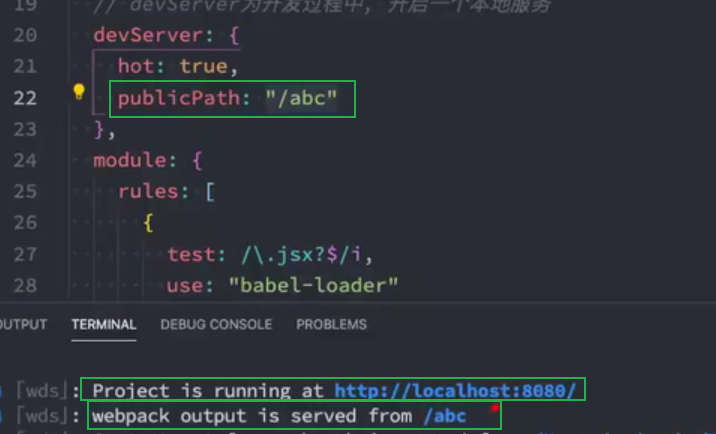 19 // devServer为开发过程中, 开启一个本地服务
20 devServer: {
21 hot: true,
22 publicPath: "/abc"
23 },
24 module: {
25 rules: [
26 {
27 test: /\.jsx?$/i,
28 use: "babel-loader"
OUTPUT TERMINAL DEBUG CONSOLE PROBLEMS
「wds」: Project is running at http://localhost:8080/
「wds」: webpack output is served from /abc